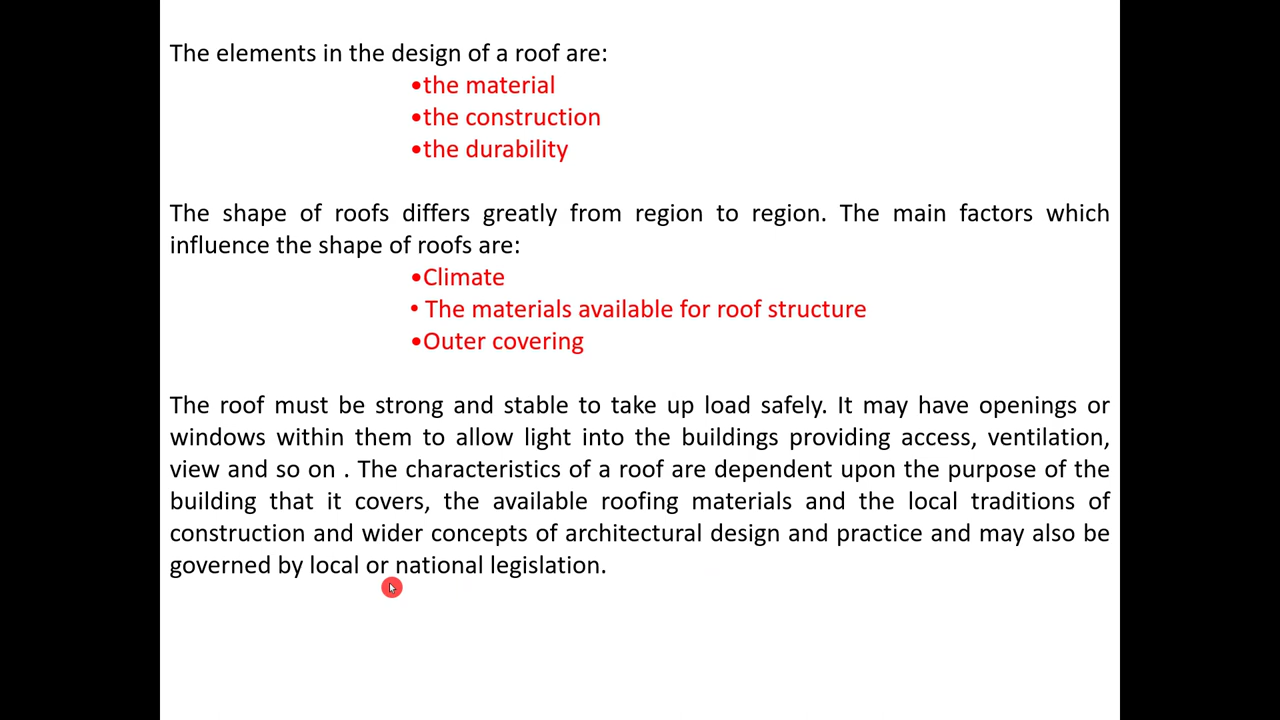 The elements in the design of a roof are:
•the material
•the construction
•the durability
The shape of roofs differs greatly from region to region. The main factors which
influence the shape of roofs are:
•Climate
• The materials available for roof structure
•Outer covering
The roof must be strong and stable to take up load safely. It may have openings or
windows within them to allow light into the buildings providing access, ventilation,
view and so on . The characteristics of a roof are dependent upon the purpose of the
building that it covers, the available roofing materials and the local traditions of
construction and wider concepts of architectural design and practice and may also be
governed by local or national legislation.